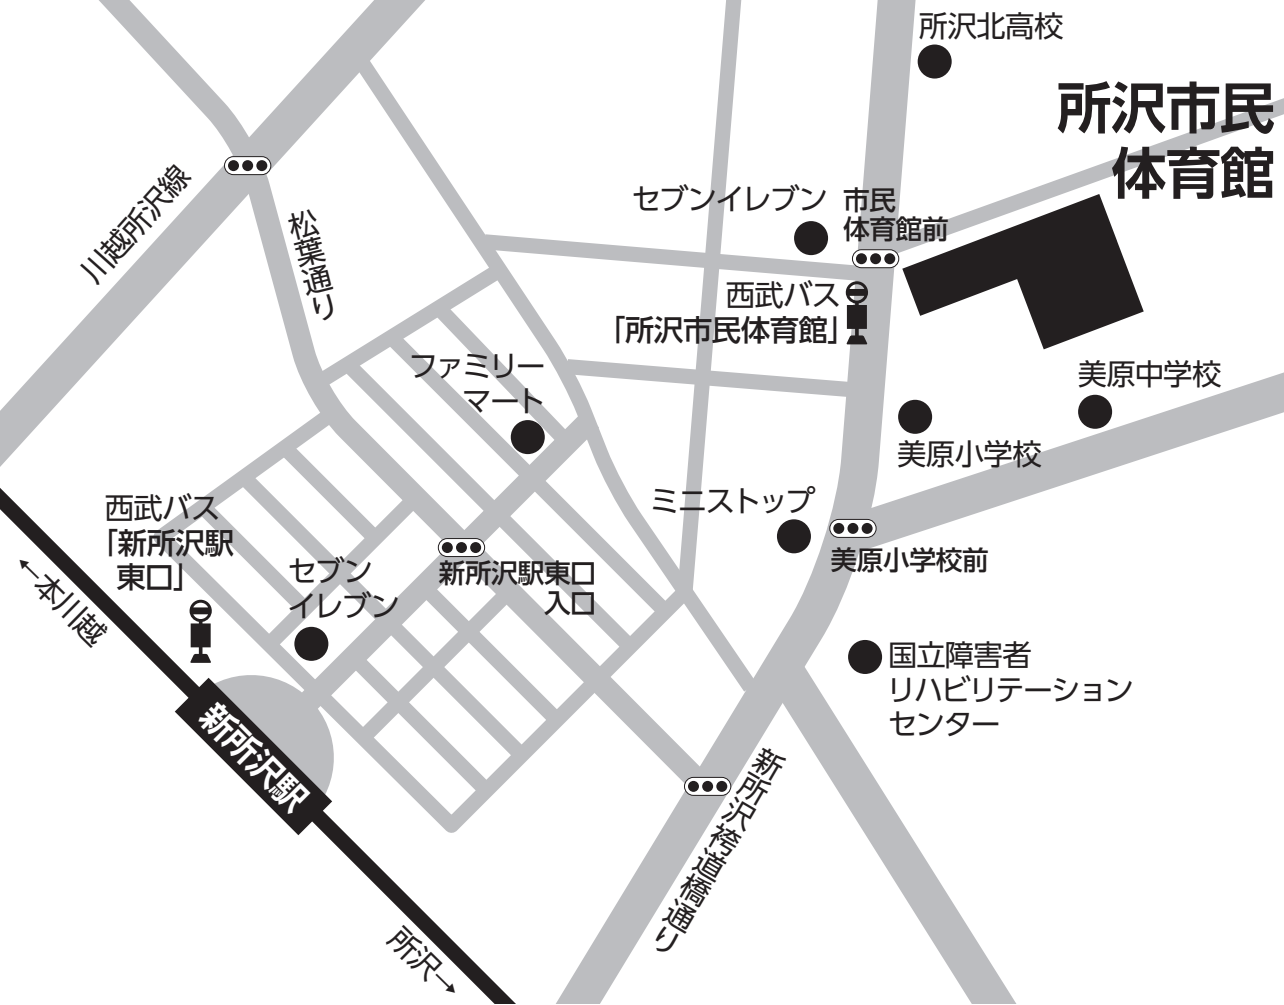 所沢北高校
所沢市民
体育館
川越所沢線
松葉通り
セブンイレブン
市民
体育館前
西武バス
「所沢市民体育館」
ファミリー
マート
美原中学校
美原小学校
西武バス
「新所沢駅
東口」
セブン
イレブン
新所沢駅東口
入口
ミニストップ
美原小学校前
←本川越
国立障害者
リハビリテーション
センター
新所沢駅
新所沢袴道橋通り
所沢→